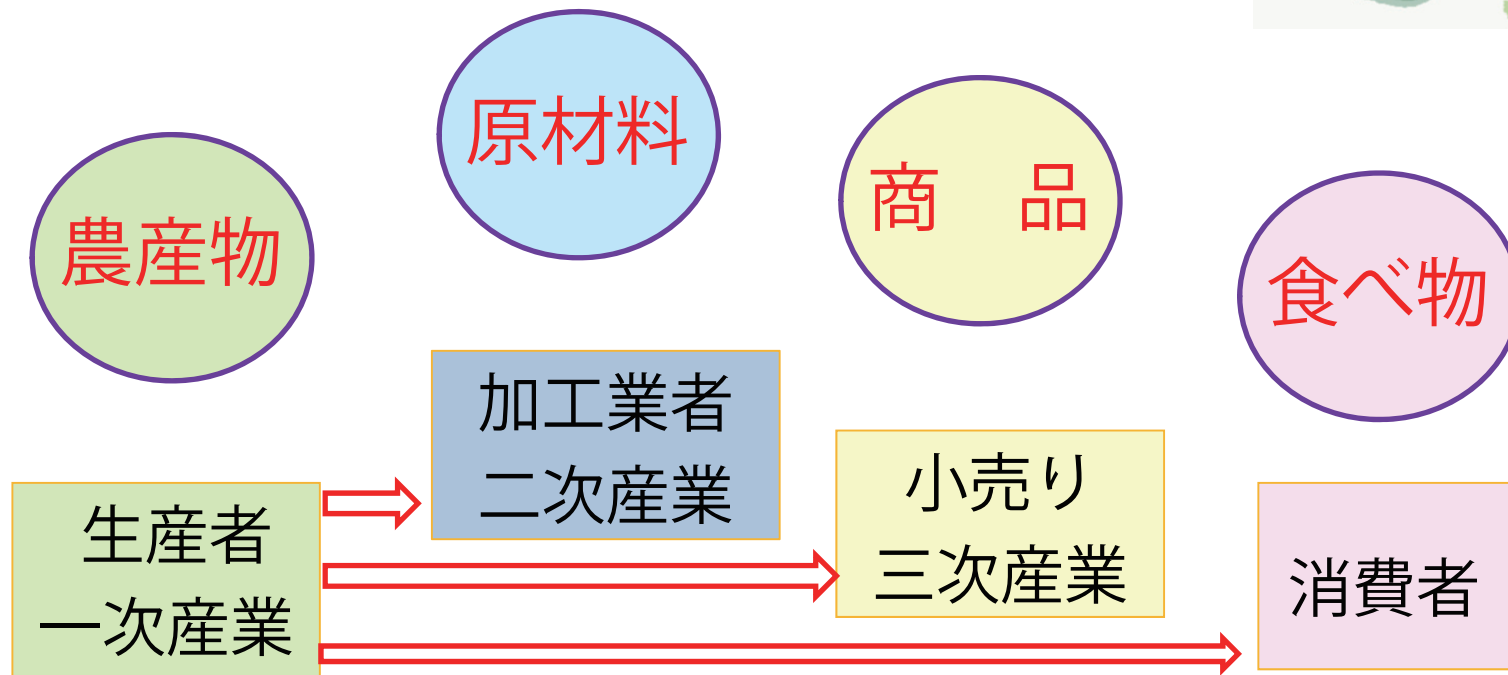 原材料
商　品
農産物
食べ物
加工業者
二次産業
小売り
三次産業
生産者
一次産業
消費者